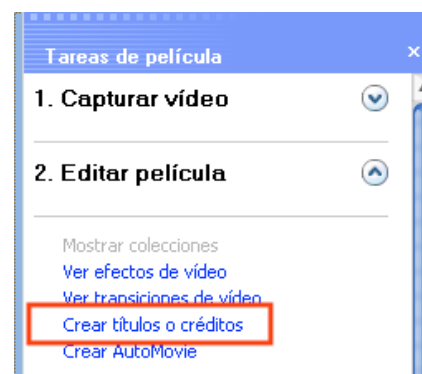 Tareas de película
1. Capturar vídeo
2. Editar película
Mostrar colecciones
Ver efectos de vídeo
Ver transiciones de vídeo
Crear títulos o créditos
Crear AutoMovie